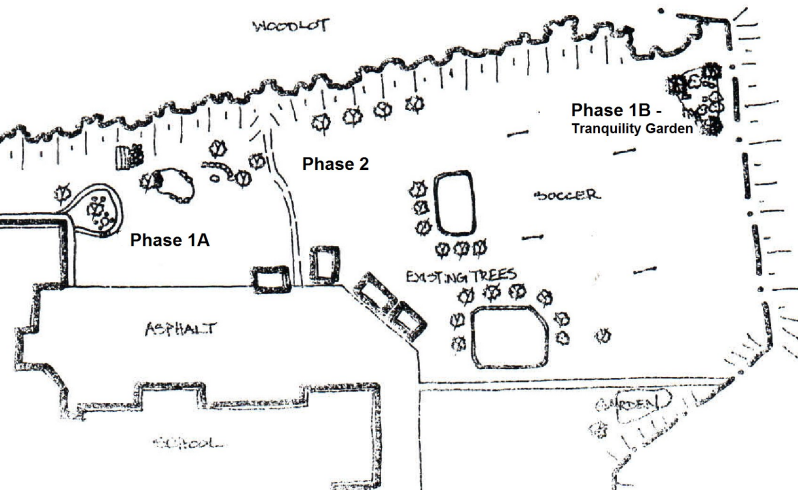 WOODLOT
Phase 1B -
Tranquility Garden
Phase 2
SOCCER
Phase 1A
EXISTING TREES
ASPHALT
GARDEN
SCHOOL